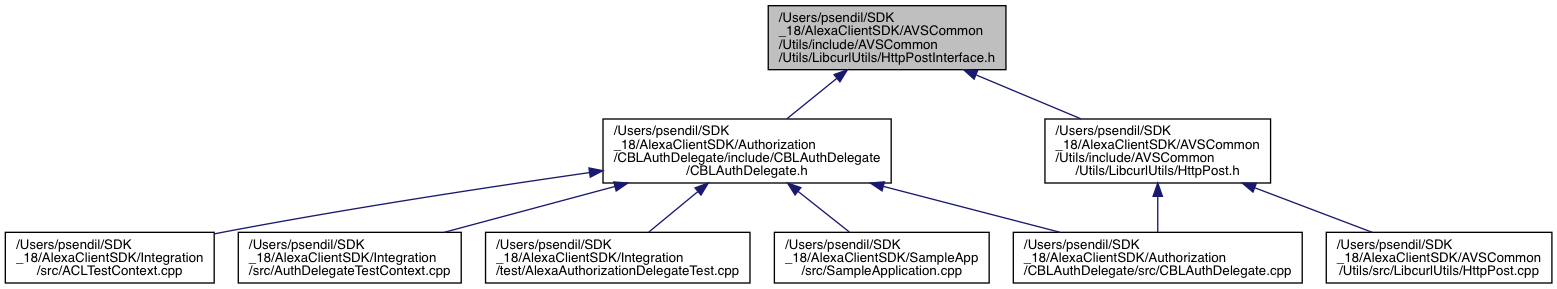 /Users/psendil/SDK
_18/AlexaClientSDK/AVSCommon
/Utils/include/AVSCommon
/Utils/LibcurlUtils/HttpPostInterface.h
/Users/psendil/SDK
_18/AlexaClientSDK/Authorization
/CBLAuthDelegate/include/CBLAuthDelegate
/CBLAuthDelegate.h
/Users/psendil/SDK
_18/AlexaClientSDK/AVSCommon
/Utils/include/AVSCommon
/Utils/LibcurlUtils/HttpPost.h
/Users/psendil/SDK
_18/AlexaClientSDK/Integration
/src/ACLTestContext.cpp
/Users/psendil/SDK
_18/AlexaClientSDK/Integration
/src/AuthDelegateTestContext.cpp
/Users/psendil/SDK
_18/AlexaClientSDK/Integration
/test/AlexaAuthorizationDelegateTest.cpp
/Users/psendil/SDK
_18/AlexaClientSDK/SampleApp
/src/SampleApplication.cpp
/Users/psendil/SDK
_18/AlexaClientSDK/Authorization
/CBLAuthDelegate/src/CBLAuthDelegate.cpp
/Users/psendil/SDK
_18/AlexaClientSDK/AVSCommon
/Utils/src/LibcurlUtils/HttpPost.cpp